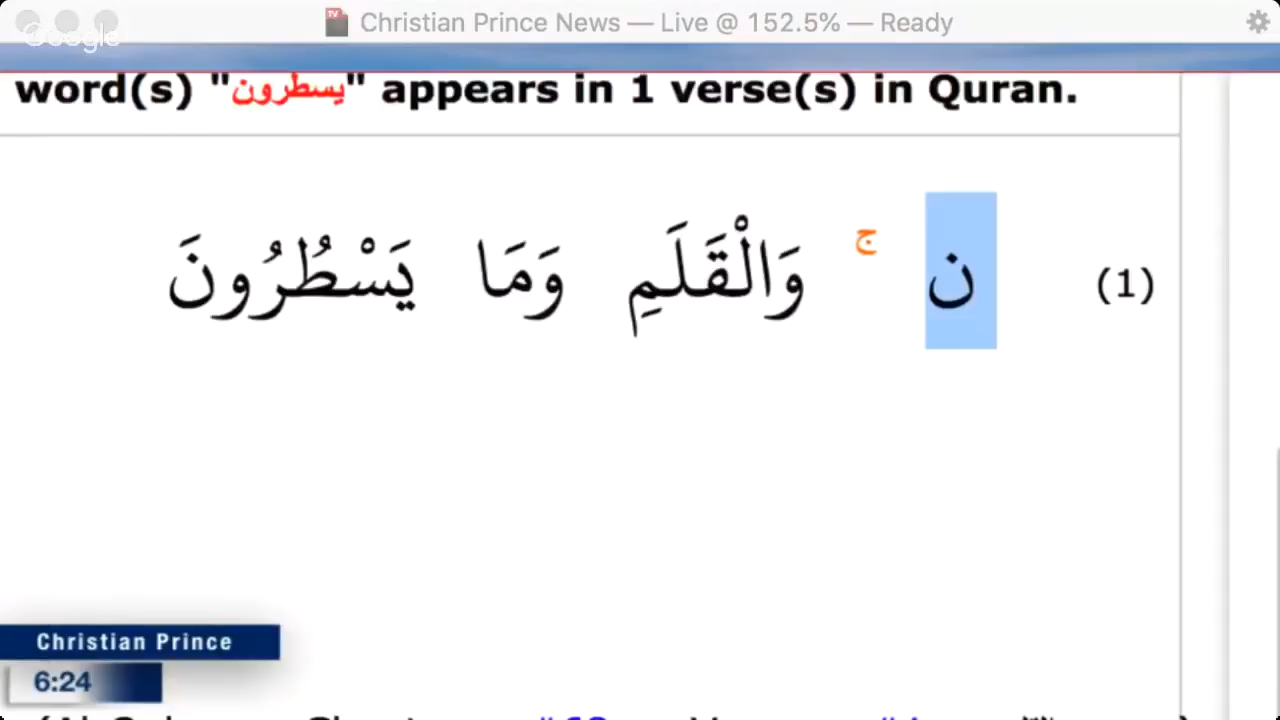 Christian Prince News — Live @ 152.5% — Ready
Google
word(s) "يسطرون" appears in 1 verse(s) in Quran.
(1) ن ۚ وَالْقَلَمِ وَمَا يَسْطُرُونَ
Christian Prince
6:24